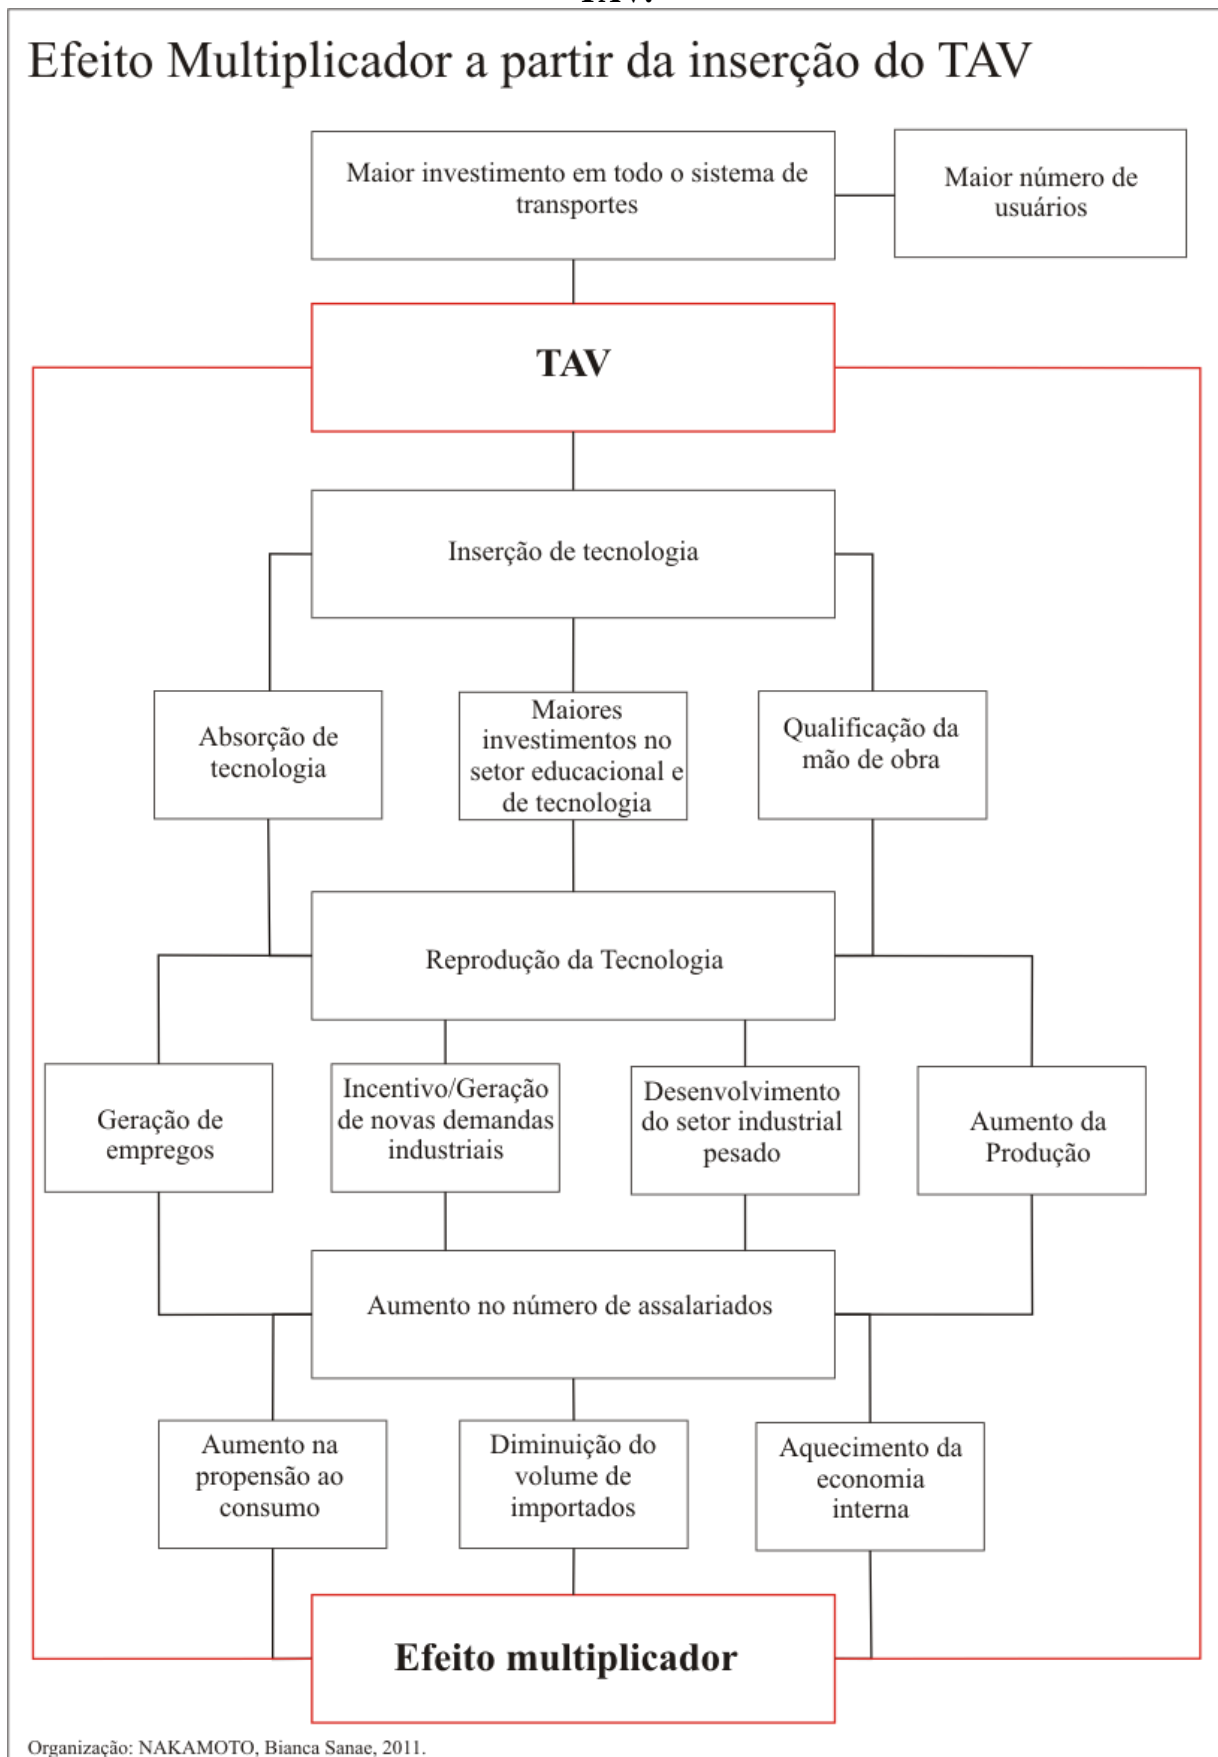 TAV.
Efeito Multiplicador a partir da inserção do TAV
Maior investimento em todo o sistema de
transportes
Maior número de
usuários
TAV
Inserção de tecnologia
Absorção de
tecnologia
Maiores
investimentos no
setor educacional e
de tecnologia
Qualificação da
mão de obra
Reprodução da Tecnologia
Geração de
empregos
Incentivo/Geração
de novas demandas
industriais
Desenvolvimento
do setor industrial
pesado
Aumento da
Produção
Aumento no número de assalariados
Aumento na
propensão ao
consumo
Diminuição do
volume de
importados
Aquecimento da
economia
interna
Efeito multiplicador
Organização: NAKAMOTO, Bianca Sanae, 2011.